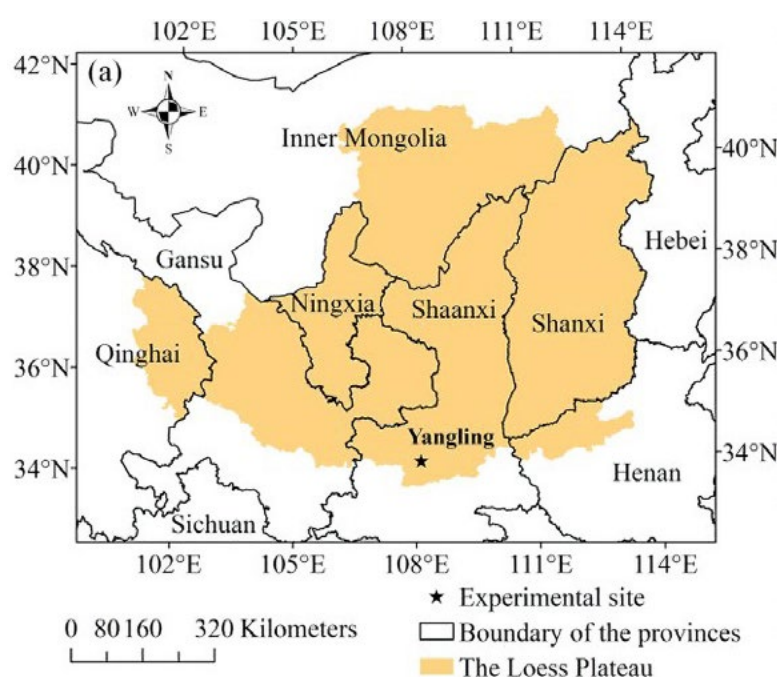 102°E 105°E 108°E 111°E 114°E
42°N
(a)
N
W E
S
Inner Mongolia
40°N
40°N
Hebei
Gansu
38°N
38°N
Ningxia
Shaanxi
Shanxi
Qinghai
36°N
36°N
Yangling
34°N
34°N
Henan
Sichuan
102°E 105°E 108°E 111°E 114°E
Experimental site
0 80 160 320 Kilometers
Boundary of the provinces
The Loess Plateau